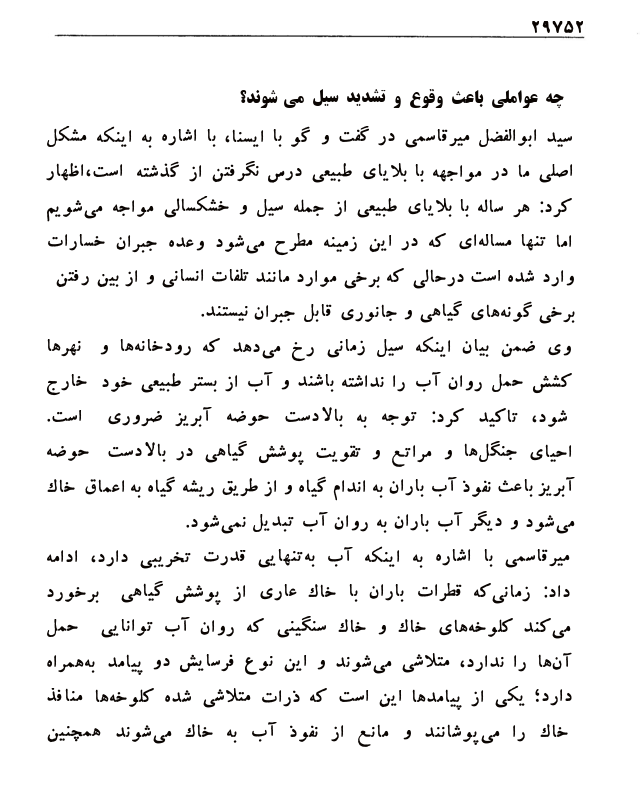 ۲۹۷۵۲
چه عواملی باعث وقوع و تشدید سیل می شوند؟
سید ابوالفضل میرقاسمی در گفت و گو با ایسنا، با اشاره به اینکه مشکل
اصلی ما در مواجهه با بلایای طبیعی درس نگرفتن از گذشته است،اظهار
کرد: هر ساله با بلایای طبیعی از جمله سیل و خشکسالی مواجه می‌شویم
اما تنها مساله‌ای که در این زمینه مطرح می‌شود وعده جبران خسارات
وارد شده است درحالی که برخی موارد مانند تلفات انسانی و از بین رفتن
برخی گونه‌های گیاهی و جانوری قابل جبران نیستند.
وی ضمن بیان اینکه سیل زمانی رخ می‌دهد که رودخانه‌ها و نهرها
کشش حمل روان آب را نداشته باشند و آب از بستر طبیعی خود خارج
شود، تاکید کرد: توجه به بالادست حوضه آبریز ضروری است.
احیای جنگل‌ها و مراتع و تقویت پوشش گیاهی در بالادست حوضه
آبریز باعث نفوذ آب باران به اندام گیاه و از طریق ریشه گیاه به اعماق خاك
می‌شود و دیگر آب باران به روان آب تبدیل نمی‌شود.
میرقاسمی با اشاره به اینکه آب به‌تنهایی قدرت تخریبی دارد، ادامه
داد: زمانی‌که قطرات باران با خاك عاری از پوشش گیاهی برخورد
می‌کند کلوخه‌های خاك و خاك سنگینی که روان آب توانایی حمل
آن‌ها را ندارد، متلاشی می‌شوند و این نوع فرسایش دو پیامد به‌همراه
دارد؛ یکی از پیامدها این است که ذرات متلاشی شده کلوخه‌ها منافذ
خاك را می‌پوشانند و مانع از نفوذ آب به خاك می‌شوند همچنین